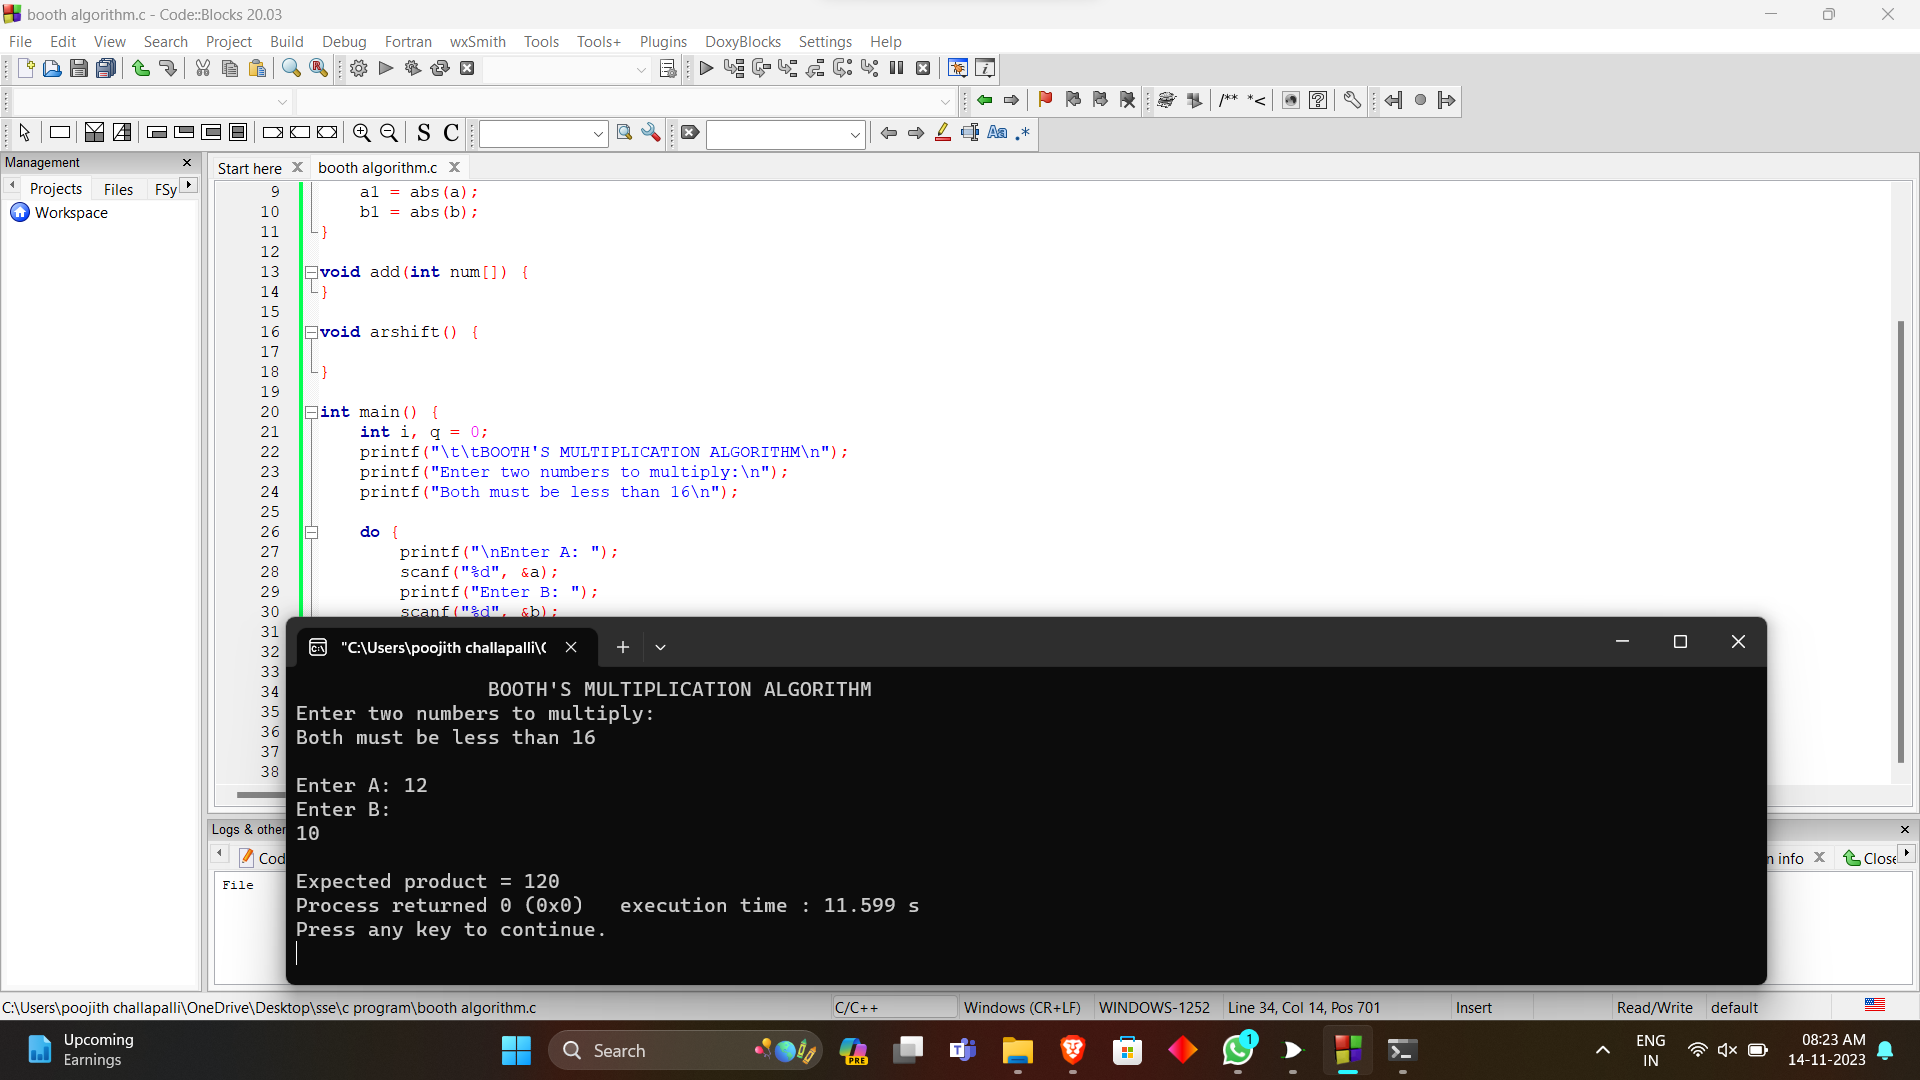 booth algorithm.c - Code::Blocks 20.03
File Edit View Search Project Build Debug Fortran wxSmith Tools Tools+ Plugins DoxyBlocks Settings Help
/** *<
S C
Aa .*
Management
Start here
booth algorithm.c
Projects Files FSy
Workspace
9 a1 = abs(a);
10 b1 = abs(b);
11 }
12
13 void add(int num[]) {
14 }
15
16 void arshift() {
17
18 }
19
20 int main() {
21 int i, q = 0;
22 printf("\t\tBOOTH'S MULTIPLICATION ALGORITHM\n");
23 printf("Enter two numbers to multiply:\n");
24 printf("Both must be less than 16\n");
25
26 do {
27 printf("\nEnter A: ");
28 scanf("%d", &a);
29 printf("Enter B: ");
30 scanf("%d", &b);
31
32
33
34
35
36
37
38
"C:\Users\poojith challapalli\
BOOTH'S MULTIPLICATION ALGORITHM
Enter two numbers to multiply:
Both must be less than 16
Enter A: 12
Enter B:
10
Expected product = 120
Process returned 0 (0x0) execution time : 11.599 s
Press any key to continue.
Logs & other
Cod
n info
Close
File
C:\Users\poojith challapalli\OneDrive\Desktop\sse\c program\booth algorithm.c
C/C++
Windows (CR+LF)
WINDOWS-1252
Line 34, Col 14, Pos 701
Insert
Read/Write
default
Upcoming
Earnings
Search
PRE
1
ENG
IN
08:23 AM
14-11-2023